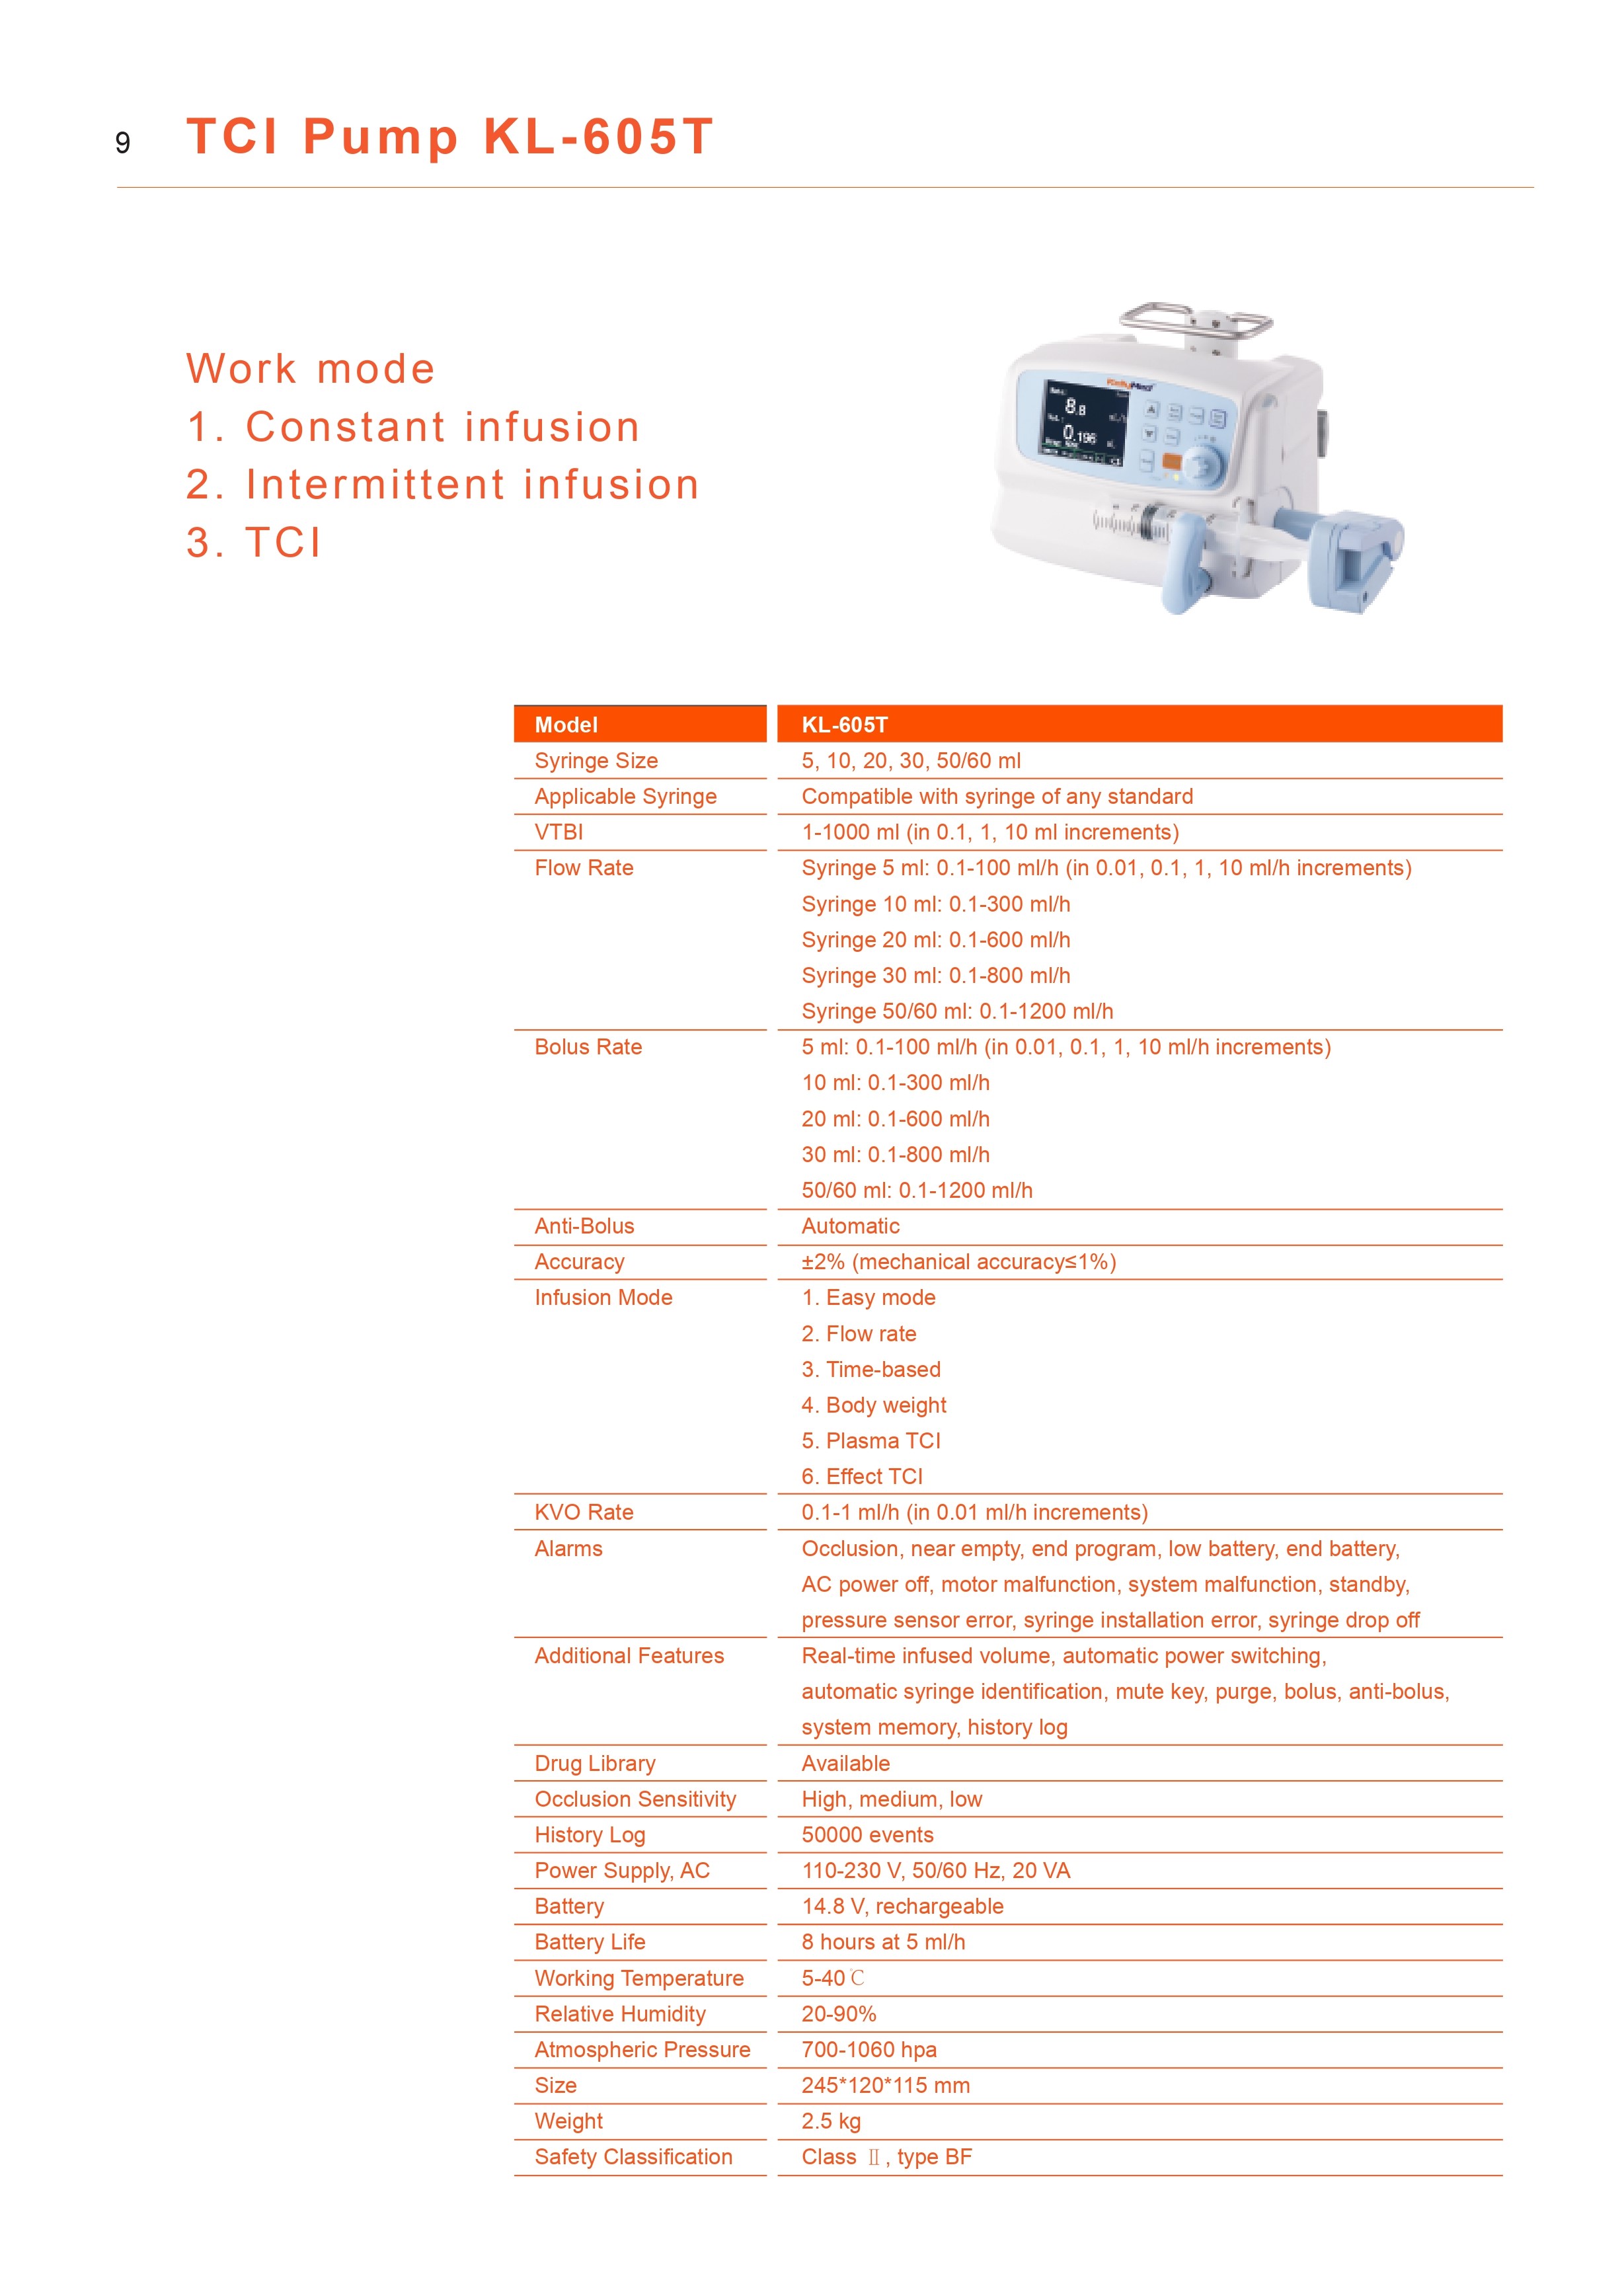 9 TCI Pump KL-605T
Work mode
1. Constant infusion
2. Intermittent infusion
3. TCI
KellyMed
8.8
0.196
Model KL-605T
Syringe Size 5, 10, 20, 30, 50/60 ml
Applicable Syringe Compatible with syringe of any standard
VTBI 1-1000 ml (in 0.1, 1, 10 ml increments)
Flow Rate Syringe 5 ml: 0.1-100 ml/h (in 0.01, 0.1, 1, 10 ml/h increments)
Syringe 10 ml: 0.1-300 ml/h
Syringe 20 ml: 0.1-600 ml/h
Syringe 30 ml: 0.1-800 ml/h
Syringe 50/60 ml: 0.1-1200 ml/h
Bolus Rate 5 ml: 0.1-100 ml/h (in 0.01, 0.1, 1, 10 ml/h increments)
10 ml: 0.1-300 ml/h
20 ml: 0.1-600 ml/h
30 ml: 0.1-800 ml/h
50/60 ml: 0.1-1200 ml/h
Anti-Bolus Automatic
Accuracy ±2% (mechanical accuracy≤1%)
Infusion Mode 1. Easy mode
2. Flow rate
3. Time-based
4. Body weight
5. Plasma TCI
6. Effect TCI
KVO Rate 0.1-1 ml/h (in 0.01 ml/h increments)
Alarms Occlusion, near empty, end program, low battery, end battery,
AC power off, motor malfunction, system malfunction, standby,
pressure sensor error, syringe installation error, syringe drop off
Additional Features Real-time infused volume, automatic power switching,
automatic syringe identification, mute key, purge, bolus, anti-bolus,
system memory, history log
Drug Library Available
Occlusion Sensitivity High, medium, low
History Log 50000 events
Power Supply, AC 110-230 V, 50/60 Hz, 20 VA
Battery 14.8 V, rechargeable
Battery Life 8 hours at 5 ml/h
Working Temperature 5-40℃
Relative Humidity 20-90%
Atmospheric Pressure 700-1060 hpa
Size 245*120*115 mm
Weight 2.5 kg
Safety Classification Class Ⅱ, type BF